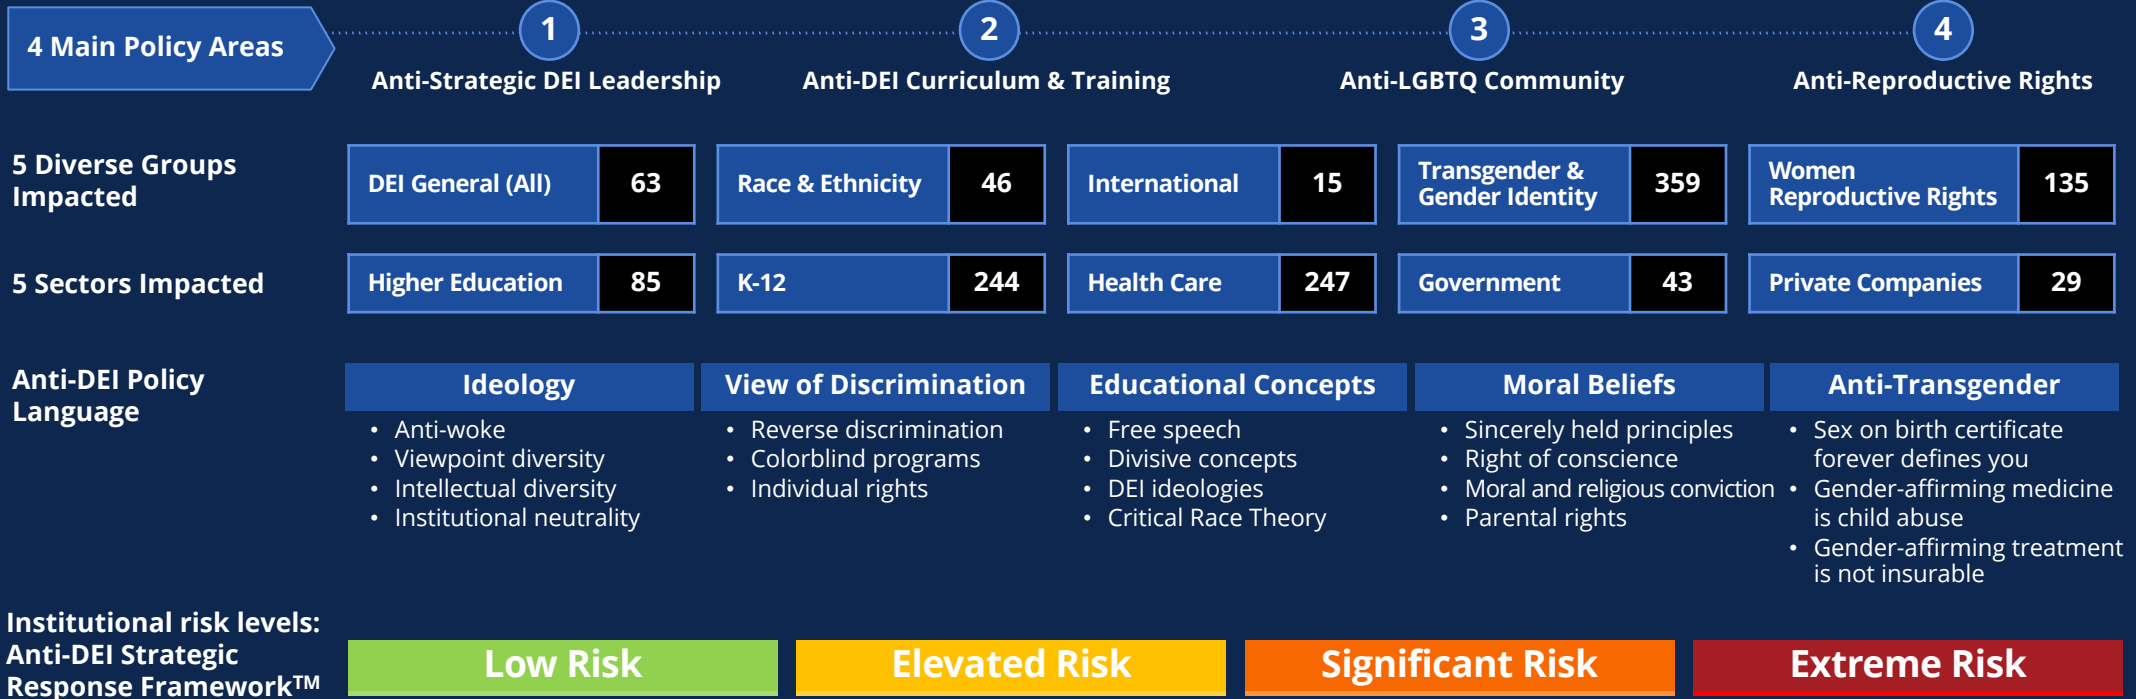 4 Main Policy Areas
1
Anti-Strategic DEI Leadership
2
Anti-DEI Curriculum & Training
3
Anti-LGBTQ Community
4
Anti-Reproductive Rights
5 Diverse Groups
Impacted
DEI General (All)
63
Race & Ethnicity
46
International
15
Transgender &
Gender Identity
359
Women
Reproductive Rights
135
5 Sectors Impacted
Higher Education
85
K-12
244
Health Care
247
Government
43
Private Companies
29
Anti-DEI Policy
Language
Ideology
• Anti-woke
• Viewpoint diversity
• Intellectual diversity
• Institutional neutrality
View of Discrimination
• Reverse discrimination
• Colorblind programs
• Individual rights
Educational Concepts
• Free speech
• Divisive concepts
• DEI ideologies
• Critical Race Theory
Moral Beliefs
• Sincerely held principles
• Right of conscience
• Moral and religious conviction
• Parental rights
Anti-Transgender
• Sex on birth certificate
forever defines you
• Gender-affirming medicine
is child abuse
• Gender-affirming treatment
is not insurable
Institutional risk levels:
Anti-DEI Strategic
Response Framework™
Low Risk
Elevated Risk
Significant Risk
Extreme Risk